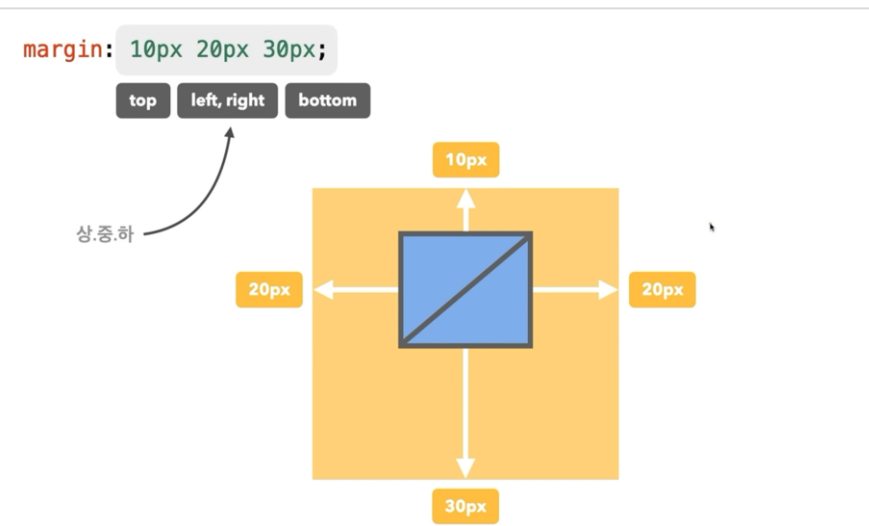 margin: 10px 20px 30px;
top left, right bottom
10px
상.중.하
20px 20px
30px